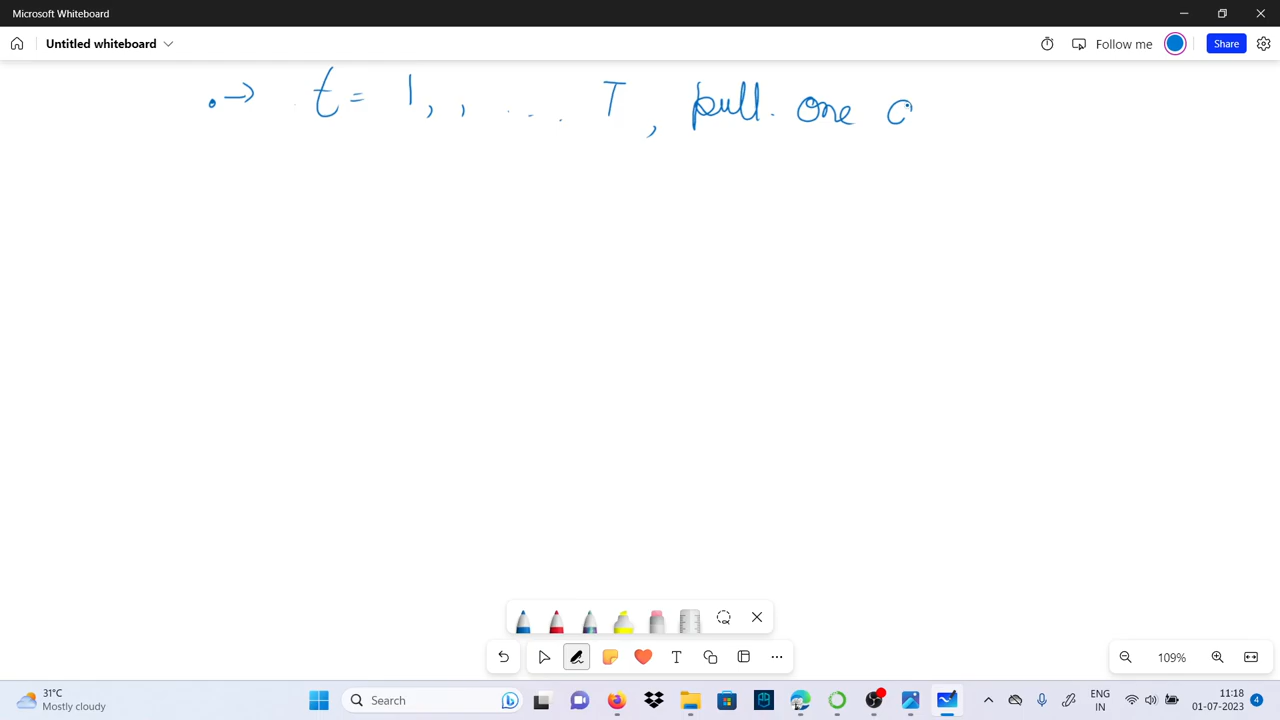 Microsoft Whiteboard
Untitled whiteboard
Follow me
Share
.→ t = 1, , ... T, pull. one
109%
31°C
Mostly cloudy
Search
ENG
IN
11:18
01-07-2023
4